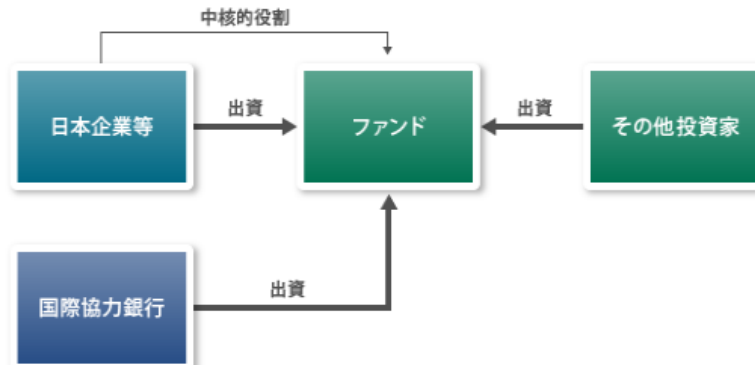 中核的役割
日本企業等
出資
ファンド
出資
その他投資家
国際協力銀行
出資